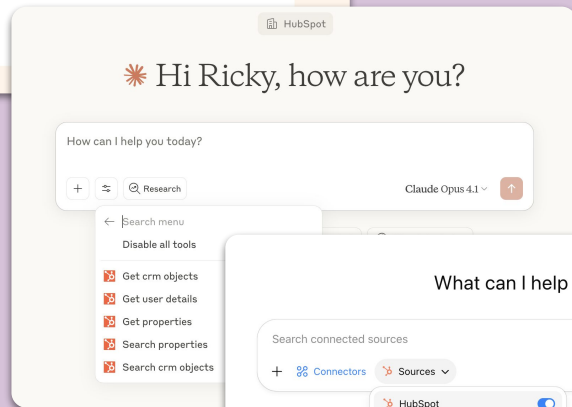 HubSpot
Hi Ricky, how are you?
How can I help you today?
Research
Claude Opus 4.1
Search menu
Disable all tools
Get crm objects
Get user details
Get properties
Search properties
Search crm objects
What can I help
Search connected sources
Connectors
Sources
HubSpot